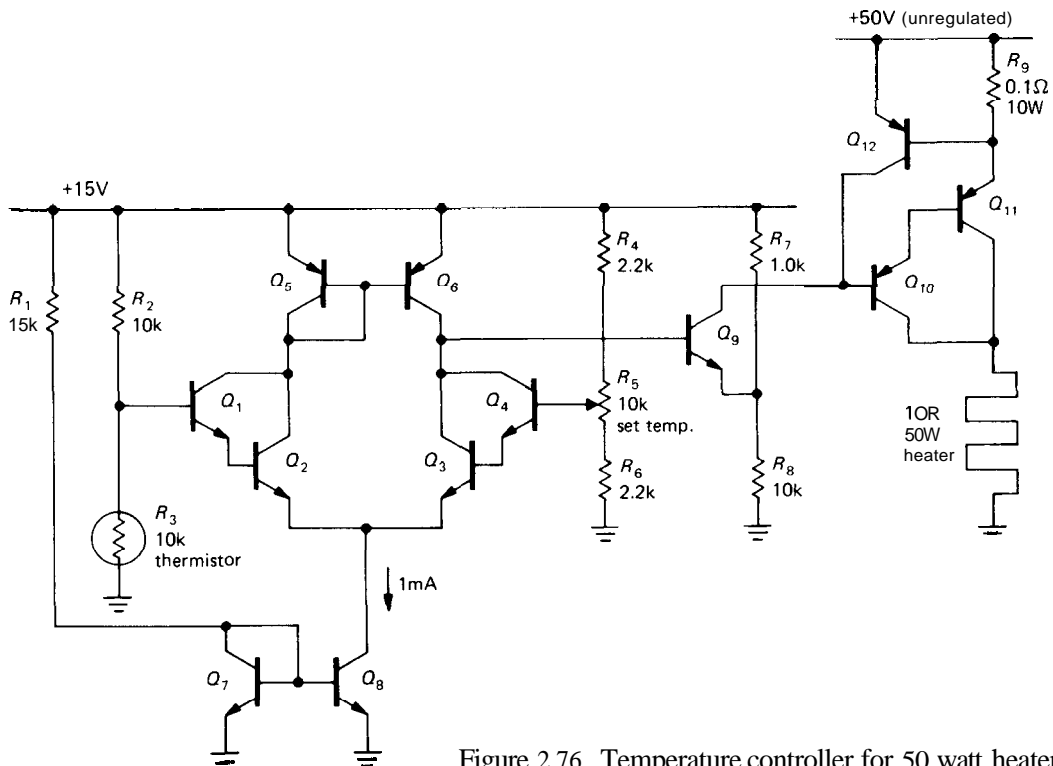 +50V (unregulated)
R9
0.1Ω
10W
Q12
Q11
+15V
R4
2.2k
R7
1.0k
Q5
Q6
Q10
R1
15k
R2
10k
Q9
R5
10k
set temp.
Q1
Q4
1OR
50W
heater
Q2
Q3
R6
2.2k
R8
10k
R3
10k
thermistor
1mA
Q7
Q8
Figure 2.76 Temperature controller for 50 watt heater